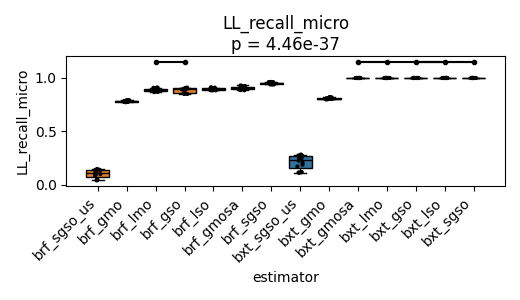 LL_recall_micro
p = 4.46e-37
LL_recall_micro
1.0
0.5
0.0
brf_sgso_us
brf_gmo
brf_lmo
brf_gso
brf_lso
brf_gmosa
brf_sgso
bxt_sgso_us
bxt_gmo
bxt_gmosa
bxt_lmo
bxt_gso
bxt_lso
bxt_sgso
estimator